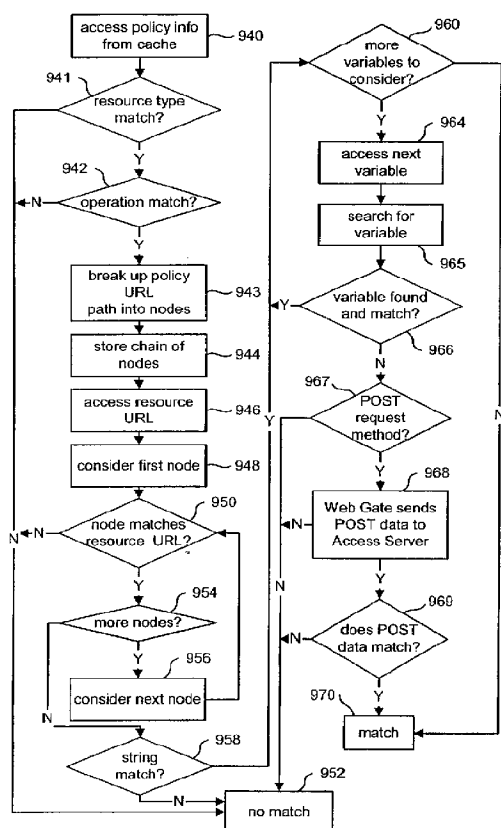 access policy info
from cache
940
941
resource type
match?
Y
942
N
operation match?
Y
break up policy
URL
path into nodes
943
store chain of
nodes
944
access resource
URL
946
consider first node
948
950
node matches
resource URL?
N
N
Y
954
more nodes?
Y
956
consider next node
N
958
string
match?
N
952
no match
960
more
variables to
consider?
Y
964
access next
variable
search for
variable
965
variable found
and match?
Y
966
N
967
POST
request
method?
Y
N
Y
968
Web Gate sends
POST data to
Access Server
N
N
Y
969
does POST
data match?
N
Y
970
match